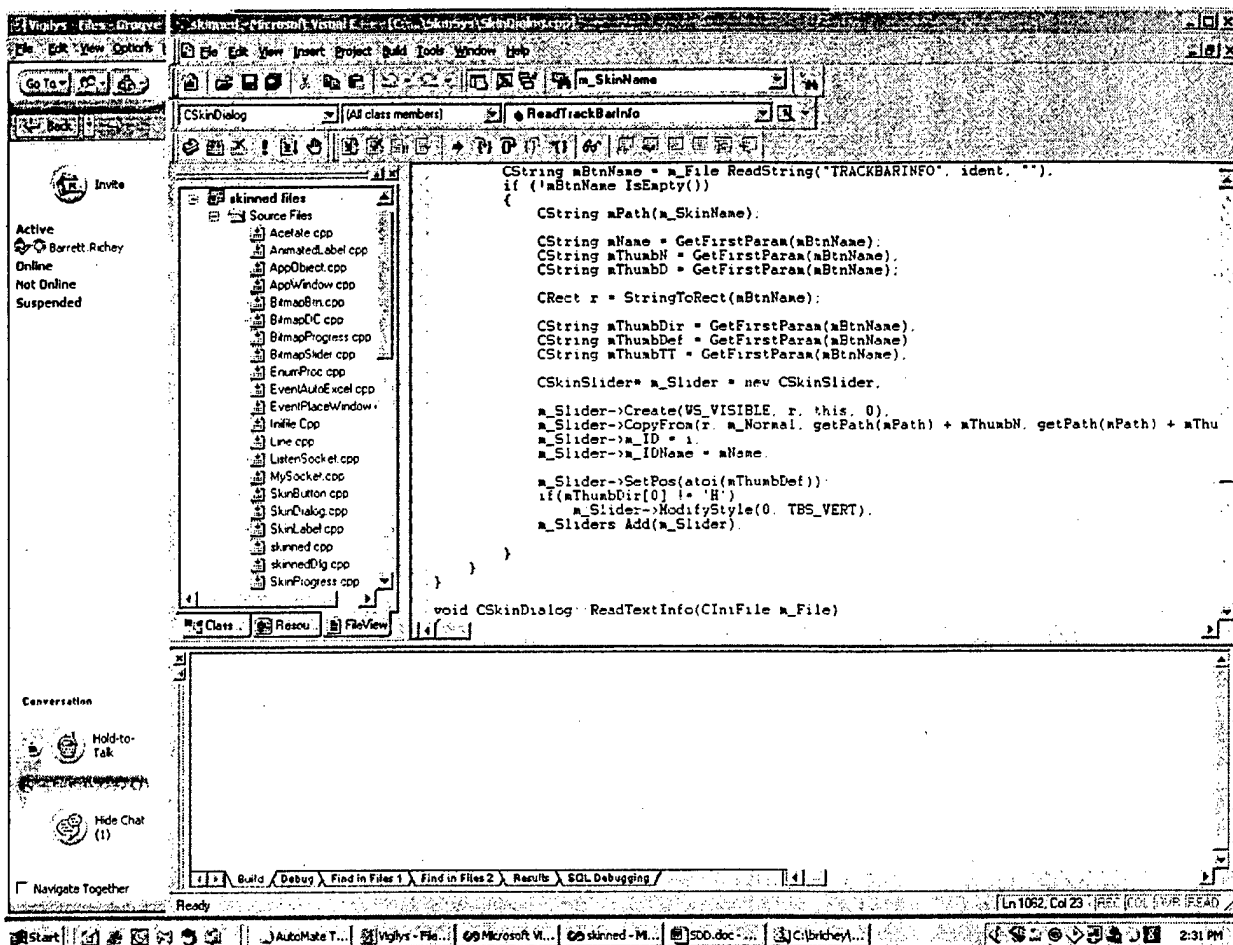 Vigilys - Files - Groove
File Edit View Options
Go To
Back
Invite
Active
Barrett.Richey
Online
Not Online
Suspended
Conversation
Hold-to-
Talk
Hide Chat
(1)
Navigate Together
skinned - Microsoft Visual
SkinDialog.cpp]
File Edit View Insert Project Build Tools Window Help
m_SkinName
CSkinDialog
(All class members)
ReadTrackBarInfo
skinned files
Source Files
Acetate cpp
AnimatedLabel.cpp
AppObject.cpp
AppWindow.cpp
BitmapBtn.cpp
BitmapDC cpp
BitmapProgress cpp
BitmapSlider cpp
EnumProc cpp
EventAutoExcel cpp
EventPlaceWindow
Inifile Cpp
Line cpp
ListenSocket.cpp
MySocket.cpp
SkinButton cpp
SkinDialog.cpp
SkinLabel cpp
skinned cpp
skinnedDlg cpp
SkinProgress cpp
Class .. Resou .. FileView
CString mBtnName = m_File ReadString("TRACKBARINFO", ident, ""),
if (!mBtnName IsEmpty())
{
CString mPath(m_SkinName);
CString mName = GetFirstParam(mBtnName);
CString mThumbN = GetFirstParam(mBtnName),
CString mThumbD = GetFirstParam(mBtnName);
CRect r = StringToRect(mBtnName);
CString mThumbDir = GetFirstParam(mBtnName),
CString mThumbDef = GetFirstParam(mBtnName)
CString mThumbTT = GetFirstParam(mBtnName),
CSkinSlider* m_Slider = new CSkinSlider,
m_Slider->Create(WS_VISIBLE, r, this, 0),
m_Slider->CopyFrom(r, m_Normal, getPath(mPath) + mThumbN, getPath(mPath) + mThu
m_Slider->m_ID = i.
m_Slider->m_IDName = mName.
m_Slider->SetPos(atoi(mThumbDef))
if(mThumbDir[0] != 'H')
m_Slider->ModifyStyle(0, TBS_VERT),
m_Sliders Add(m_Slider)
}
}
}
void CSkinDialog ReadTextInfo(CIniFile m_File)
Build Debug Find in Files 1 Find in Files 2 Results SQL Debugging
Ready
Ln 1062, Col 23 REC COL OVR READ
Start AutoMate T... Vigilys - File... Microsoft Vi... skinned - Mi... SDD.doc - ... C:\brichey\... 2:31 PM